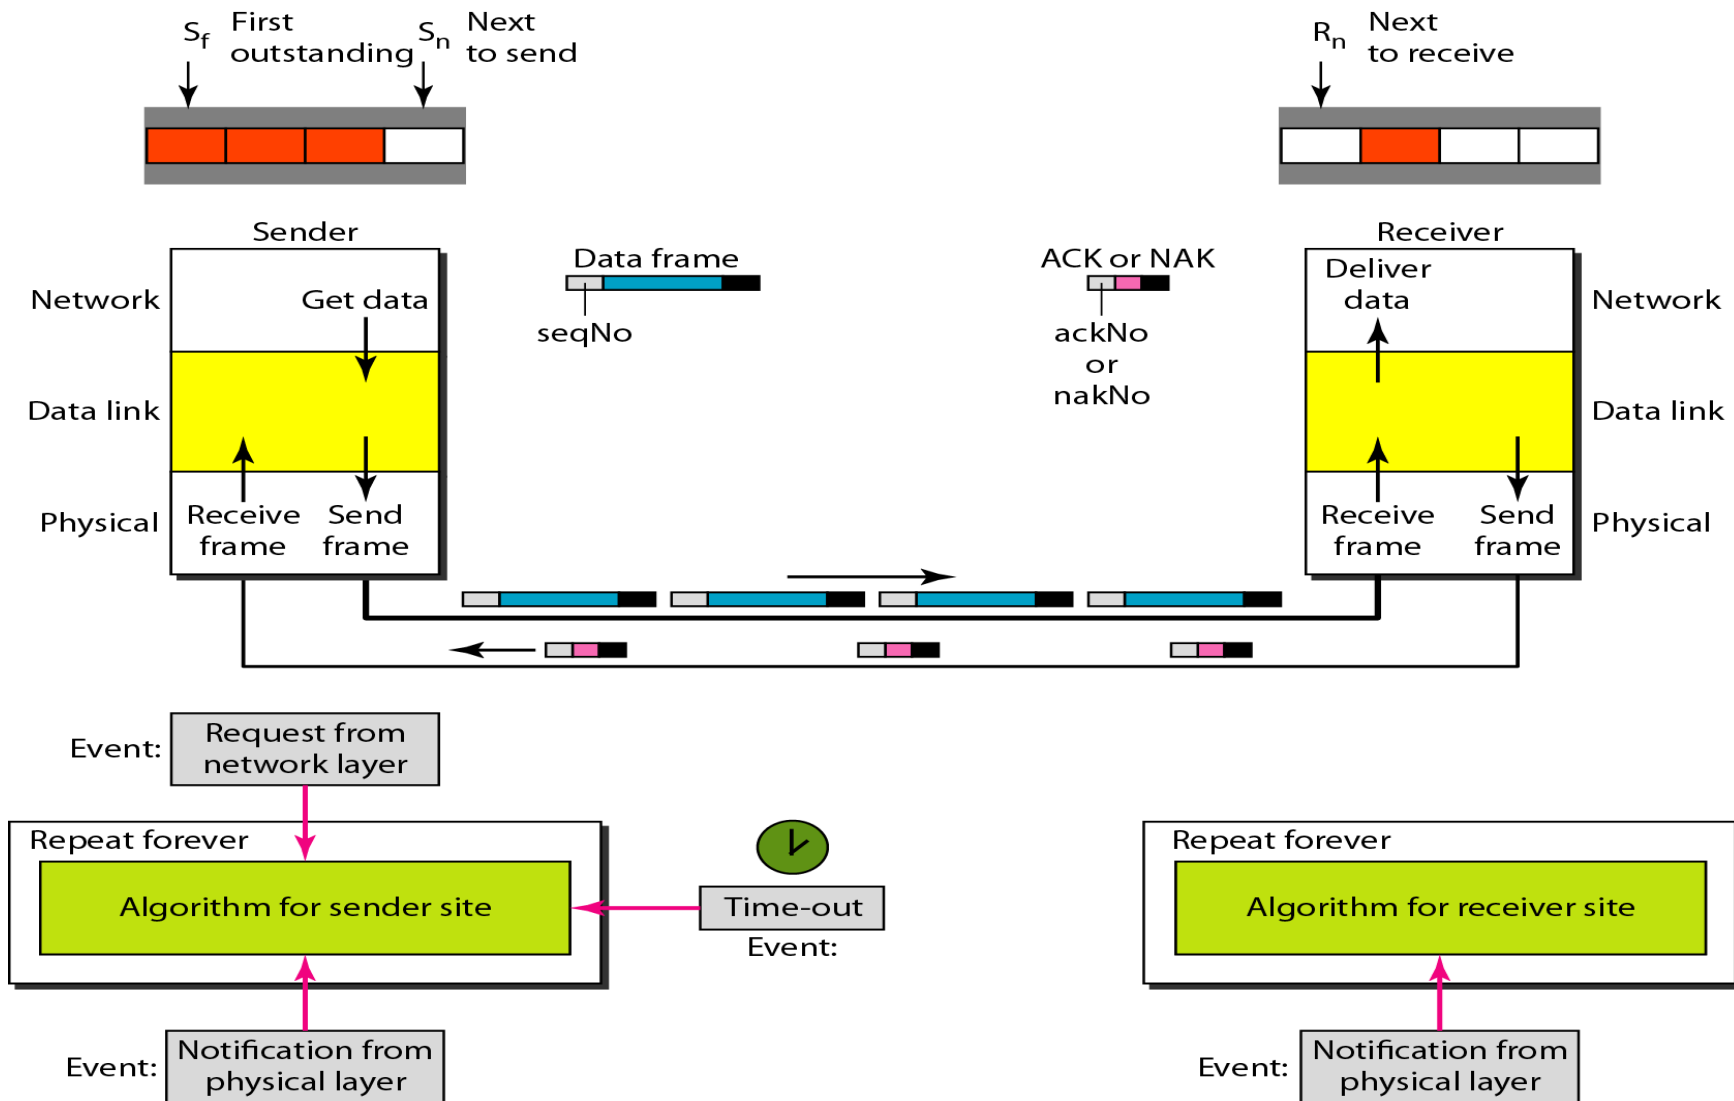 Sf First
outstanding
Sn Next
to send
Rn Next
to receive
Sender
Receiver
Data frame
seqNo
ACK or NAK
ackNo
or
nakNo
Network
Get data
Deliver
data
Network
Data link
Data link
Physical
Receive
frame
Send
frame
Receive
frame
Send
frame
Physical
Event:
Request from
network layer
Repeat forever
Algorithm for sender site
Time-out
Event:
Event:
Notification from
physical layer
Repeat forever
Algorithm for receiver site
Event:
Notification from
physical layer